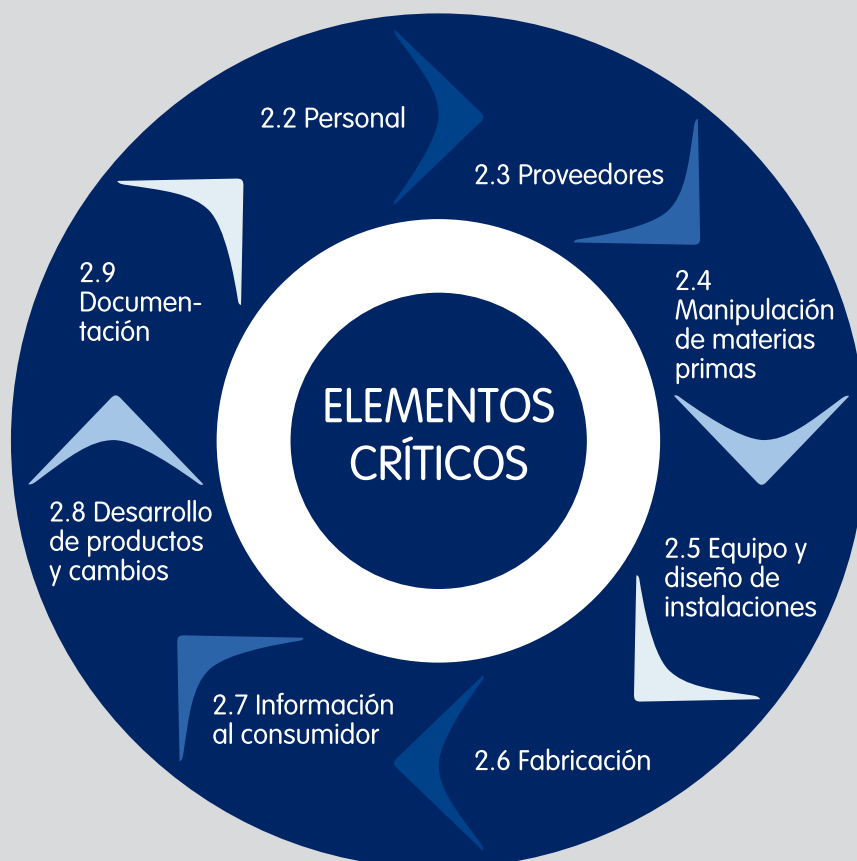 2.2 Personal
2.3 Proveedores
2.4
Manipulación
de materias
primas
2.5 Equipo y
diseño de
instalaciones
2.6 Fabricación
2.7 Información
al consumidor
2.8 Desarrollo
de productos
y cambios
2.9
Documen-
tación
ELEMENTOS
CRÍTICOS